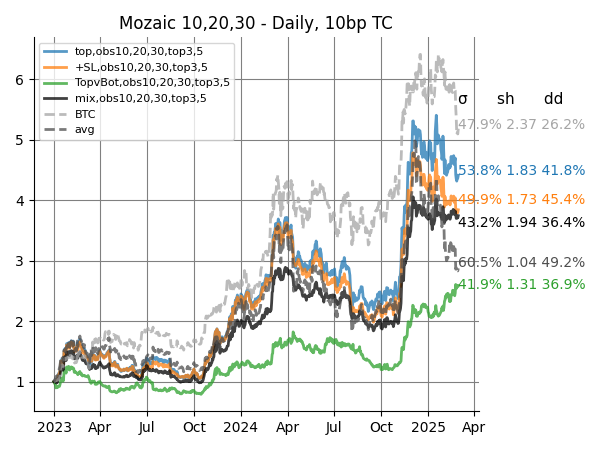 Mozaic 10,20,30 - Daily, 10bp TC
top,obs10,20,30,top3,5
+SL,obs10,20,30,top3,5
TopvBot,obs10,20,30,top3,5
mix,obs10,20,30,top3,5
BTC
avg
σ sh dd
47.9% 2.37 26.2%
53.8% 1.83 41.8%
49.9% 1.73 45.4%
43.2% 1.94 36.4%
60.5% 1.04 49.2%
41.9% 1.31 36.9%
6
5
4
3
2
1
2023 Apr Jul Oct 2024 Apr Jul Oct 2025 Apr